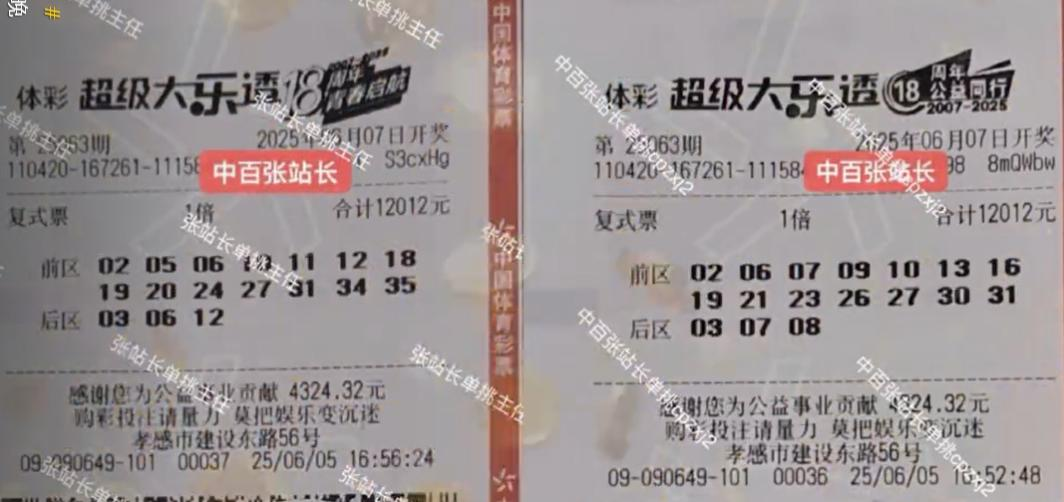 体彩 超级大乐透 18周年 青春启航
第 063期 2025年06月07日开奖
110420-167261-11158 S3cxHg
中百张站长
复式票 1倍 合计12012元
前区 02 05 06 10 11 12 18
19 20 24 27 31 34 35
后区 03 06 12
感谢您为公益事业贡献 4324.32元
购彩投注请量力 莫把娱乐变沉迷
孝感市建设东路56号
09-090649-101 00037 25/06/05 16:56:24
中国体育彩票
中国体育彩票
体彩 超级大乐透 18周年 公益同行 2007-2025
第 25063期 2025年06月07日开奖
110420-167261-11158 98 8mQWbw
中百张站长
复式票 1倍 合计12012元
前区 02 06 07 09 10 13 16
19 21 23 26 27 30 31
后区 03 07 08
感谢您为公益事业贡献 4324.32元
购彩投注请量力 莫把娱乐变沉迷
孝感市建设东路56号
09-090649-101 00036 25/06/05 :52:48
张站长单挑主任
中百张站长单挑cpzxj2